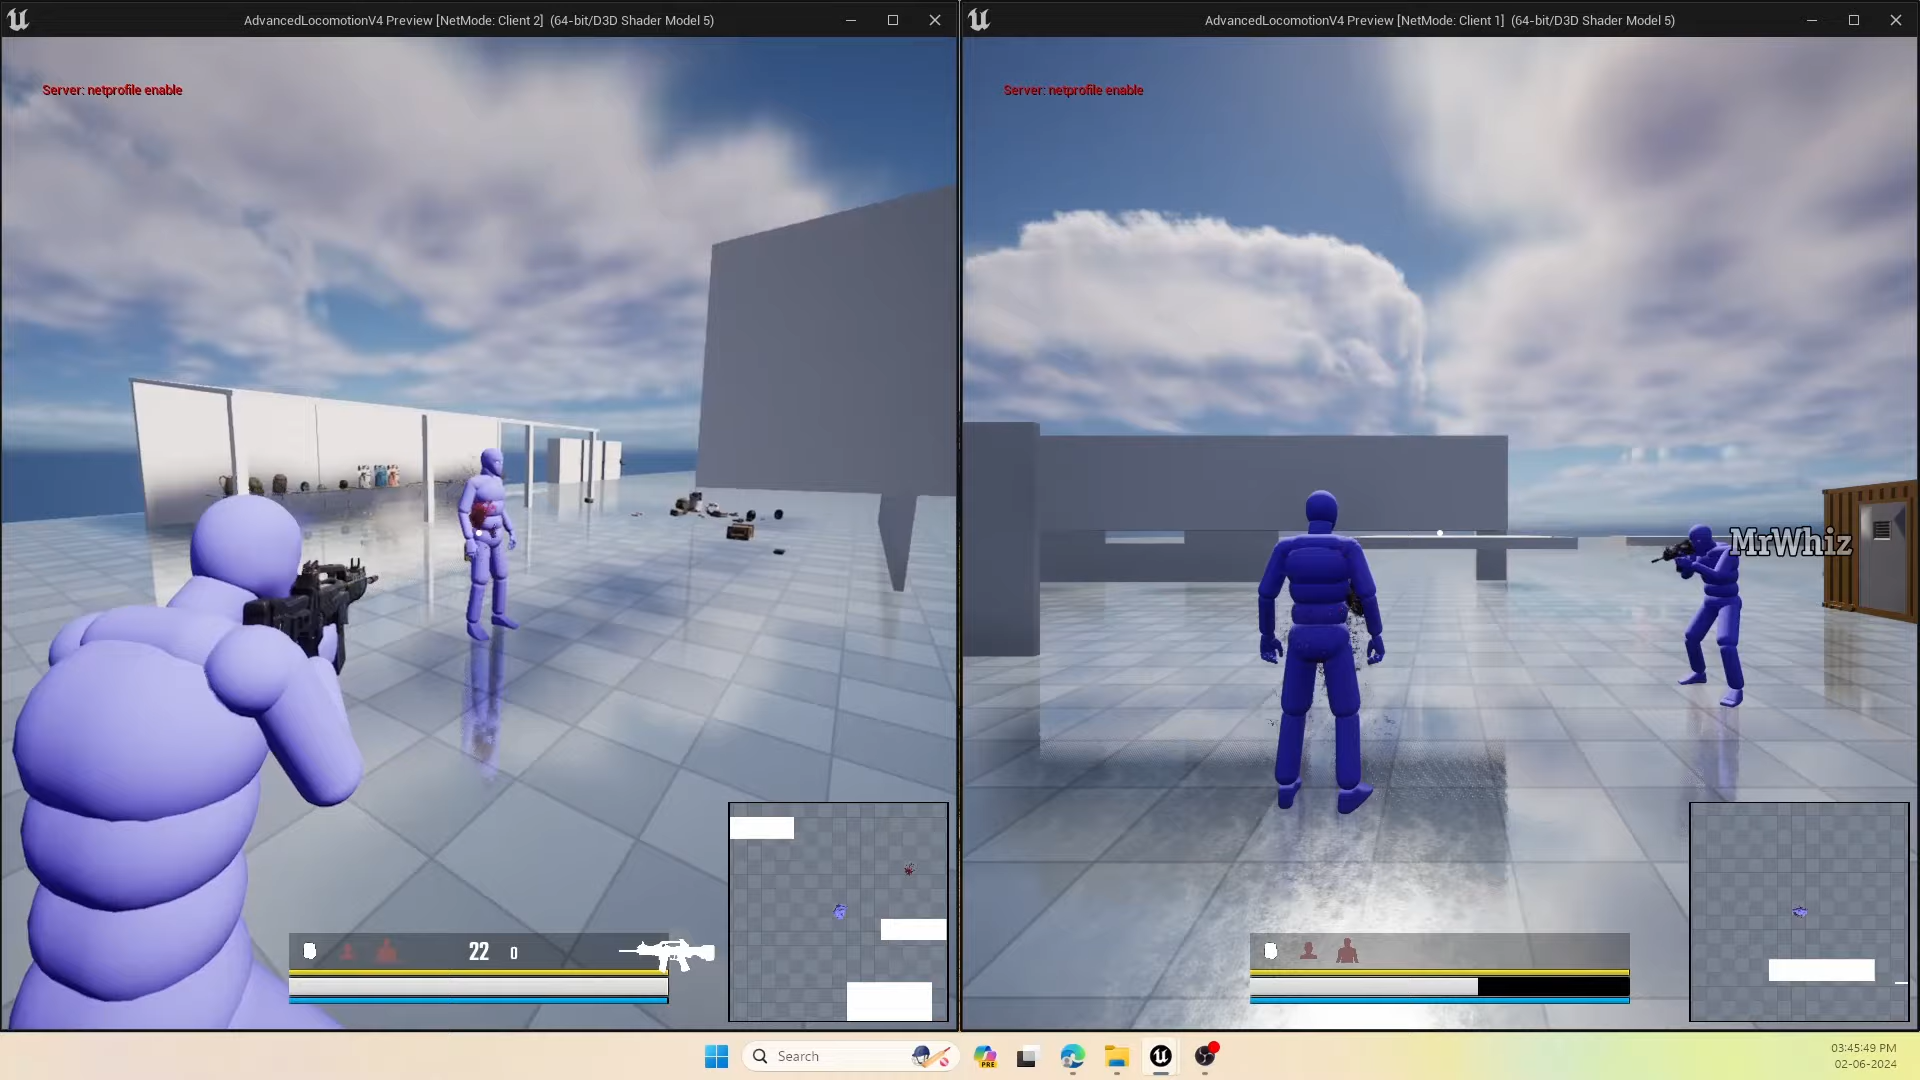 AdvancedLocomotionV4 Preview [NetMode: Client 2] (64-bit/D3D Shader Model 5)
AdvancedLocomotionV4 Preview [NetMode: Client 1] (64-bit/D3D Shader Model 5)
Server: netprofile enable
Server: netprofile enable
MrWhiz
22 0
Search
PRE
03:45:49 PM
02-06-2024